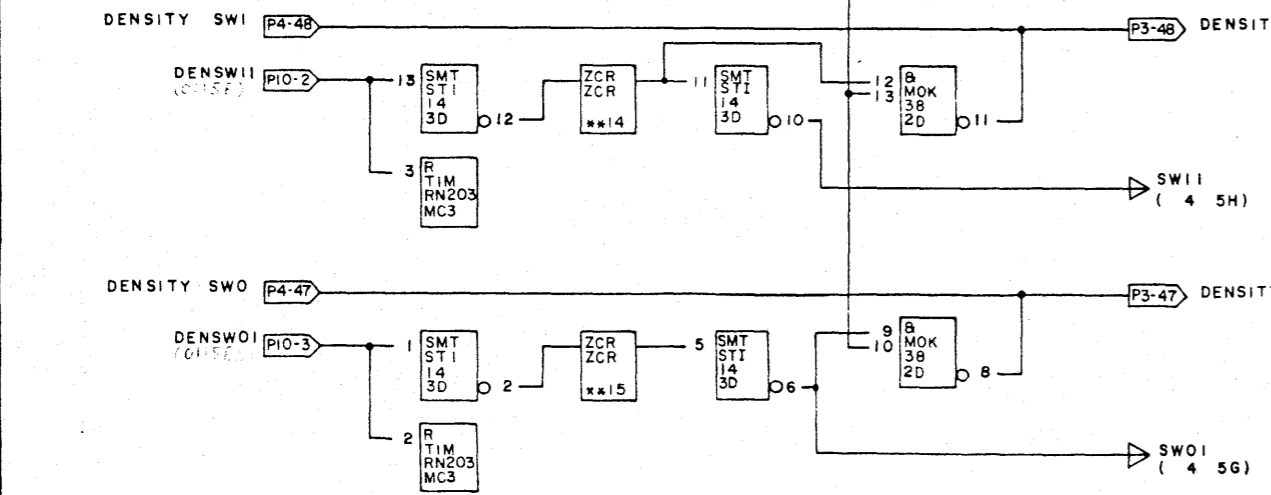 DENSITY SW1 P4-48 P3-48 DENSIT
DENSW11 P10-2
13 SMT STI 14 3D 12
ZCR ZCR **14
11 SMT STI 14 3D 10
12 13 & MOK 38 2D 11
3 R TIM RN203 MC3
SW11
( 4 5H)
DENSITY SW0 P4-47 P3-47 DENSIT
DENSW01 P10-3
1 SMT STI 14 3D 2
ZCR ZCR **15
5 SMT STI 14 3D 6
9 10 & MOK 38 2D 8
2 R TIM RN203 MC3
SW01
( 4 5G)